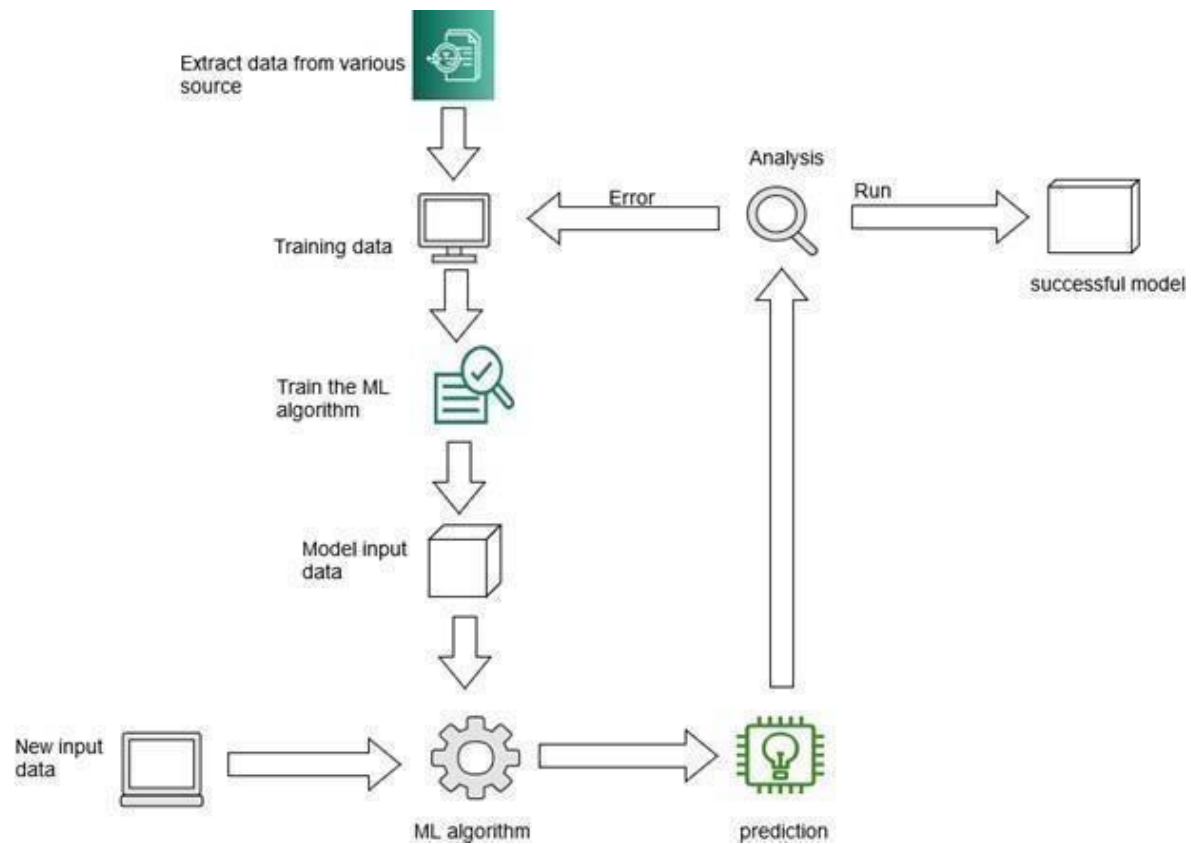 Extract data from various
source
Analysis
Error
Run
Training data
successful model
Train the ML
algorithm
Model input
data
New input
data
ML algorithm
prediction